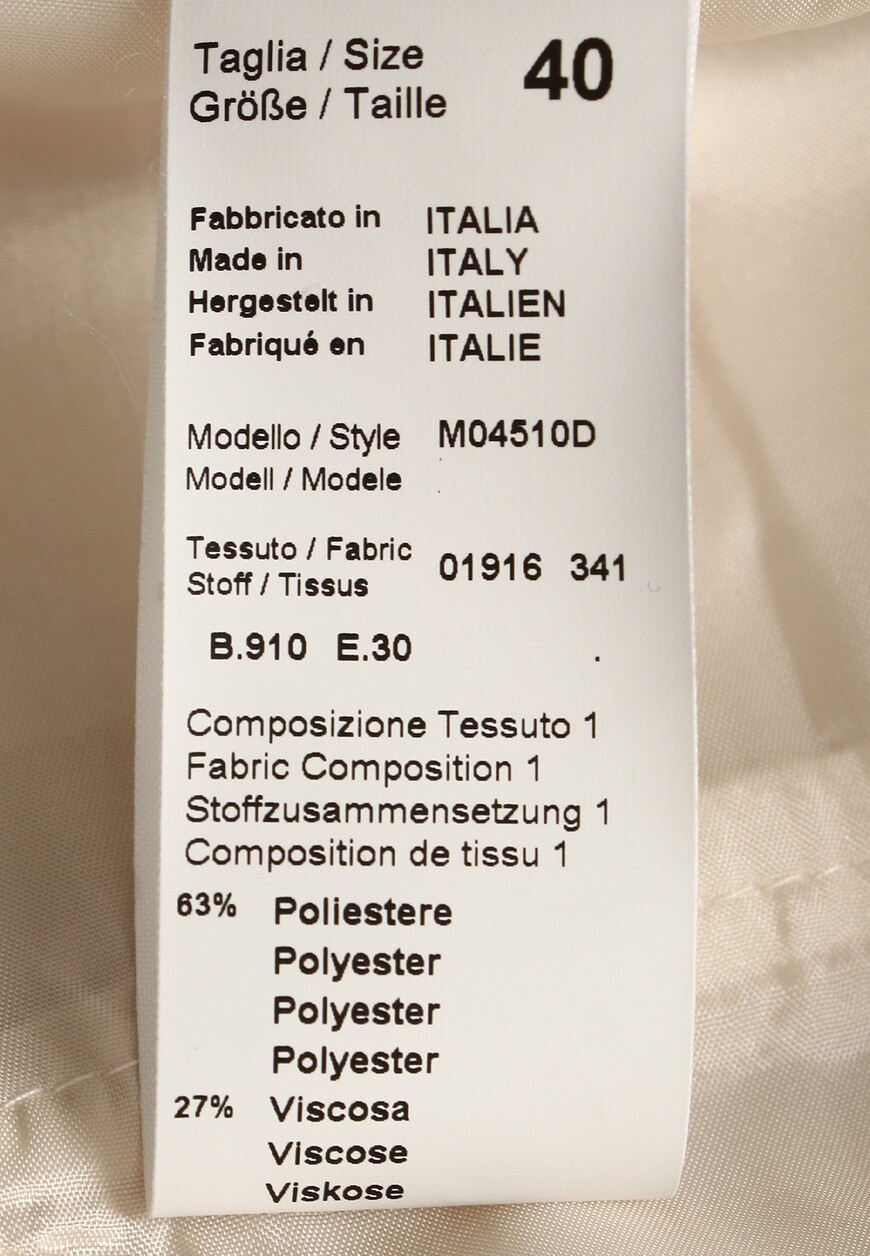 Taglia / Size 40
Größe / Taille
Fabbricato in ITALIA
Made in ITALY
Hergestelt in ITALIEN
Fabriqué en ITALIE
Modello / Style M04510D
Modell / Modele
Tessuto / Fabric 01916 341
Stoff / Tissus
B.910 E.30 .
Composizione Tessuto 1
Fabric Composition 1
Stoffzusammensetzung 1
Composition de tissu 1
63% Poliestere
Polyester
Polyester
Polyester
27% Viscosa
Viscose
Viskose